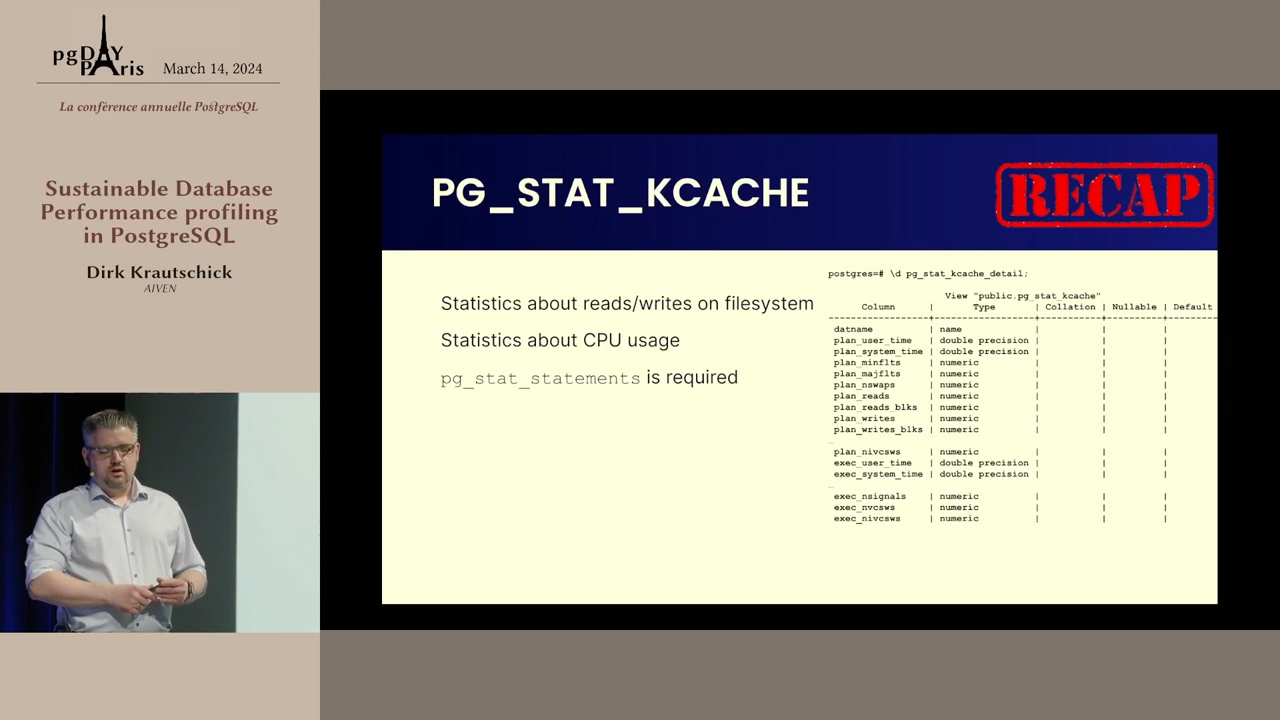 pgDAY
PAris
March 14, 2024
La conférence annuelle PostgreSQL
Sustainable Database
Performance profiling
in PostgreSQL
Dirk Krautschick
AIVEN
PG_STAT_KCACHE
RECAP
Statistics about reads/writes on filesystem
Statistics about CPU usage
pg_stat_statements is required
postgres=# \d pg_stat_kcache_detail;
View "public.pg_stat_kcache"
Column | Type | Collation | Nullable | Default
--------------------+--------------------+------------+----------+---------
datname | name | | |
plan_user_time | double precision | | |
plan_system_time | double precision | | |
plan_minflts | numeric | | |
plan_majflts | numeric | | |
plan_nswaps | numeric | | |
plan_reads | numeric | | |
plan_reads_blks | numeric | | |
plan_writes | numeric | | |
plan_writes_blks | numeric | | |
…
plan_nivcsws | numeric | | |
exec_user_time | double precision | | |
exec_system_time | double precision | | |
…
exec_nsignals | numeric | | |
exec_nvcsws | numeric | | |
exec_nivcsws | numeric | | |